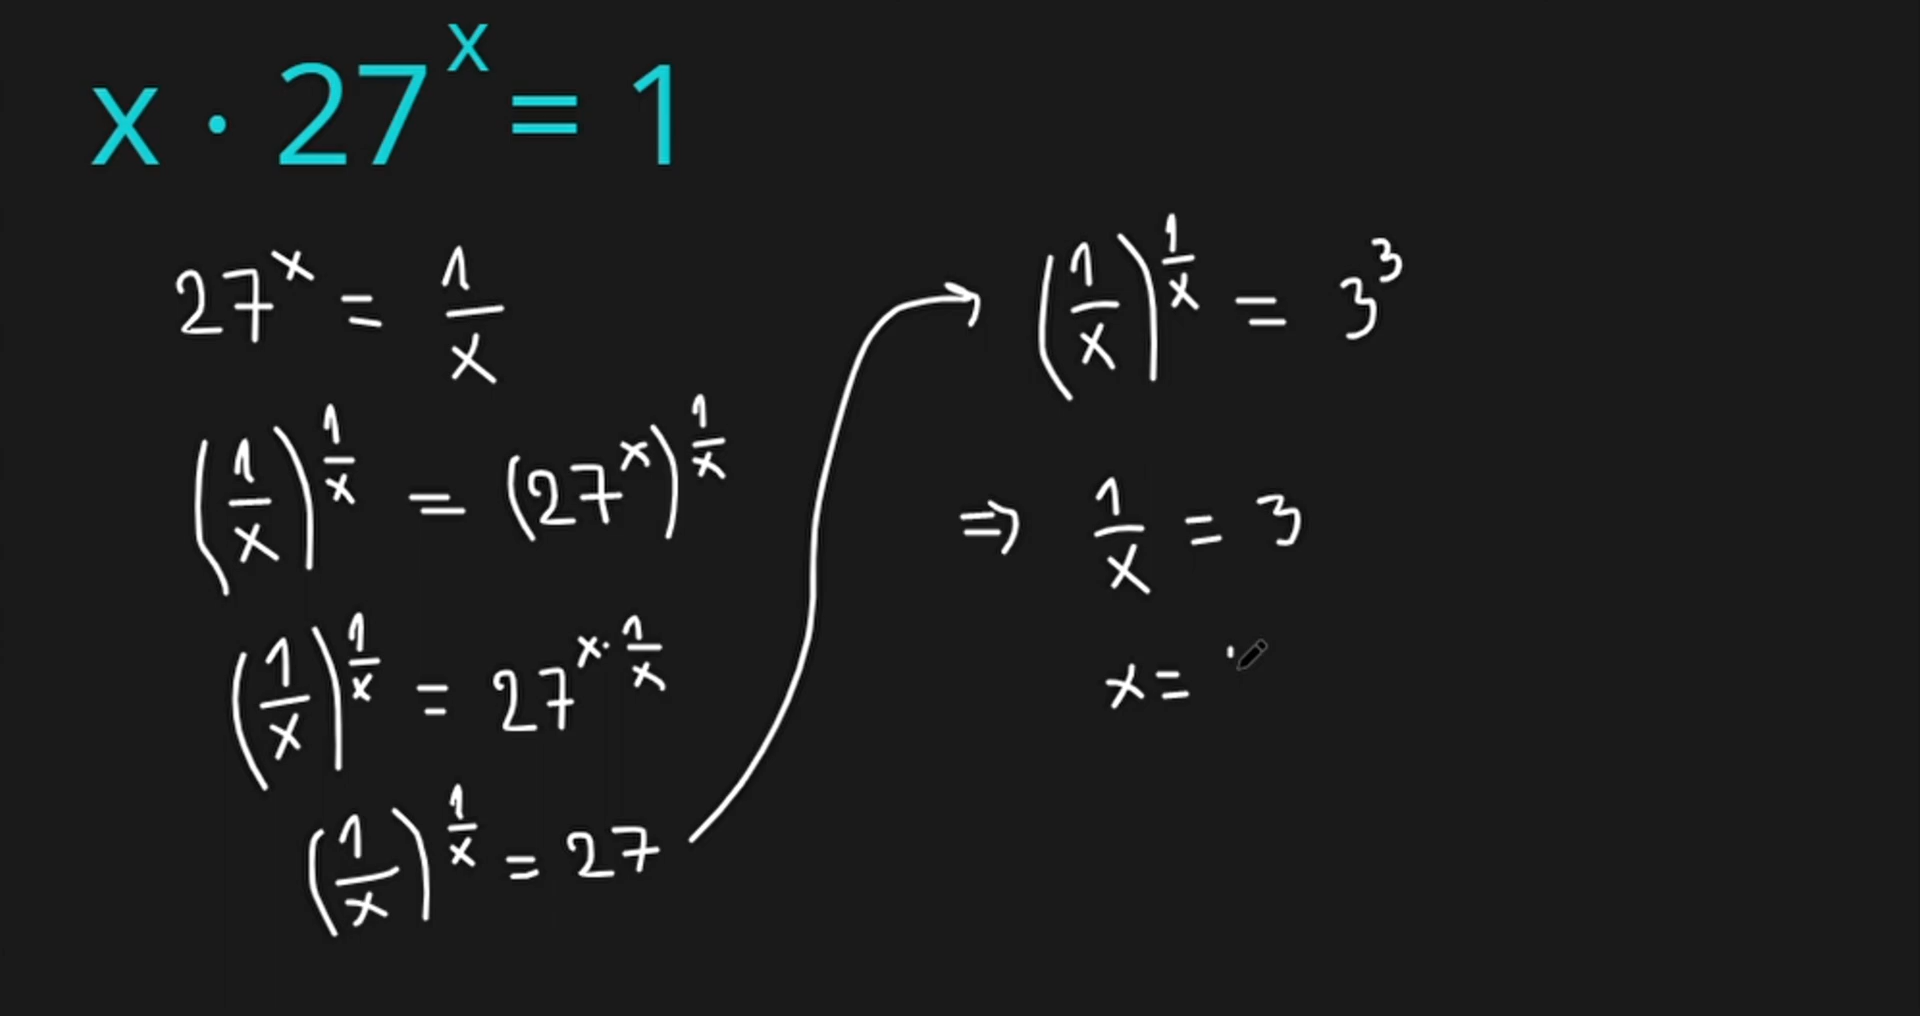 x · 27^x = 1
27^x = 1/x
(1/x)^(1/x) = (27^x)^(1/x)
(1/x)^(1/x) = 27^(x·1/x)
(1/x)^(1/x) = 27
(1/x)^(1/x) = 3^3
⇒ 1/x = 3
x =